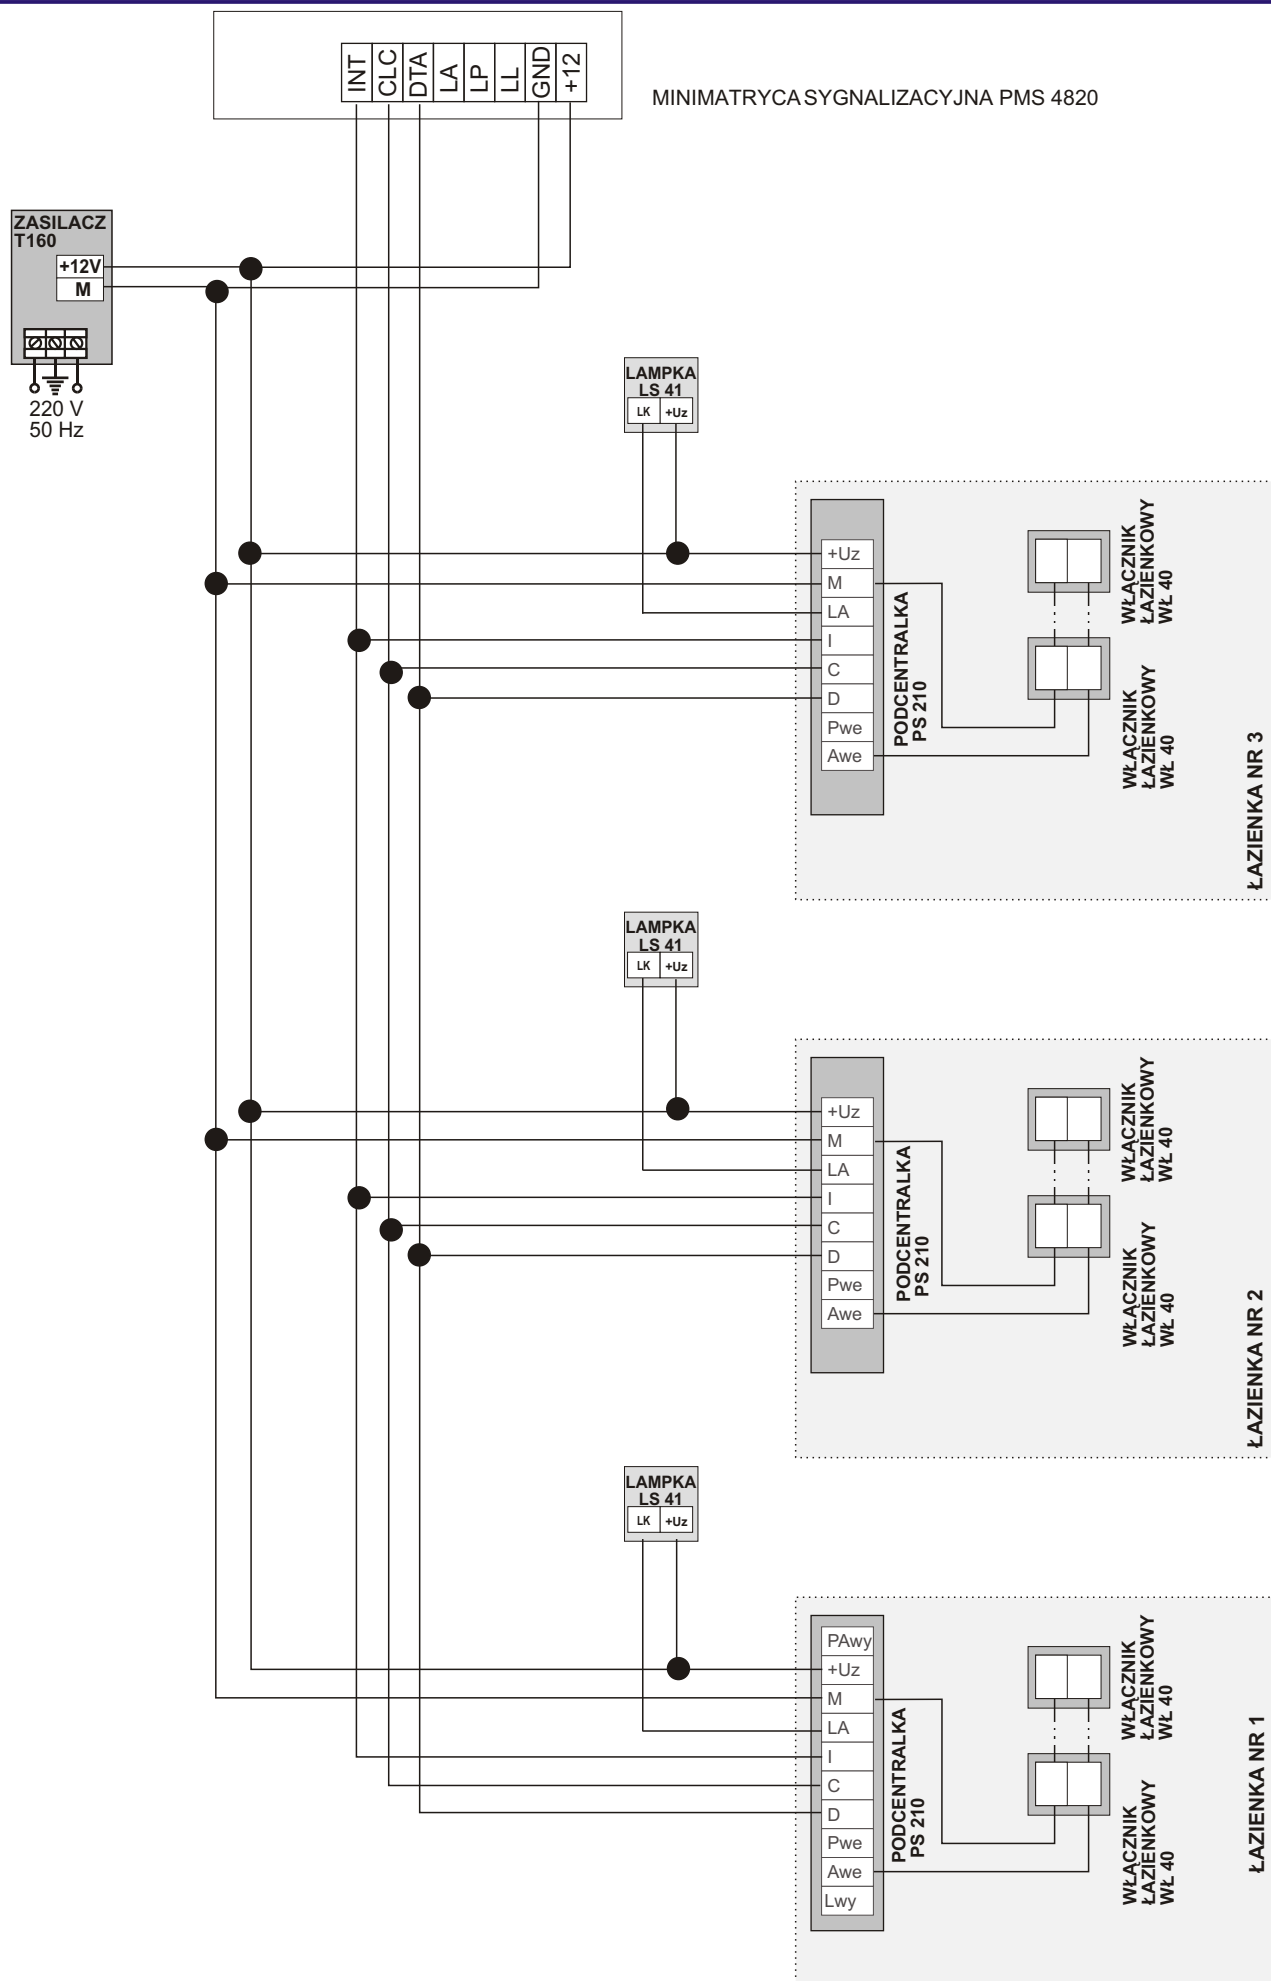 INT
CLC
DTA
LA
LP
LL
GND
+12
MINIMATRYCA SYGNALIZACYJNA PMS 4820
ZASILACZ
T160
+12V
M
220 V
50 Hz
LAMPKA
LS 41
LK +Uz
+Uz
M
LA
I
C
D
Pwe
Awe
PODCENTRALKA
PS 210
WŁĄCZNIK
ŁAZIENKOWY
WŁ 40
WŁĄCZNIK
ŁAZIENKOWY
WŁ 40
ŁAZIENKA NR 3
LAMPKA
LS 41
LK +Uz
+Uz
M
LA
I
C
D
Pwe
Awe
PODCENTRALKA
PS 210
WŁĄCZNIK
ŁAZIENKOWY
WŁ 40
WŁĄCZNIK
ŁAZIENKOWY
WŁ 40
ŁAZIENKA NR 2
LAMPKA
LS 41
LK +Uz
PAwy
+Uz
M
LA
I
C
D
Pwe
Awe
Lwy
PODCENTRALKA
PS 210
WŁĄCZNIK
ŁAZIENKOWY
WŁ 40
WŁĄCZNIK
ŁAZIENKOWY
WŁ 40
ŁAZIENKA NR 1